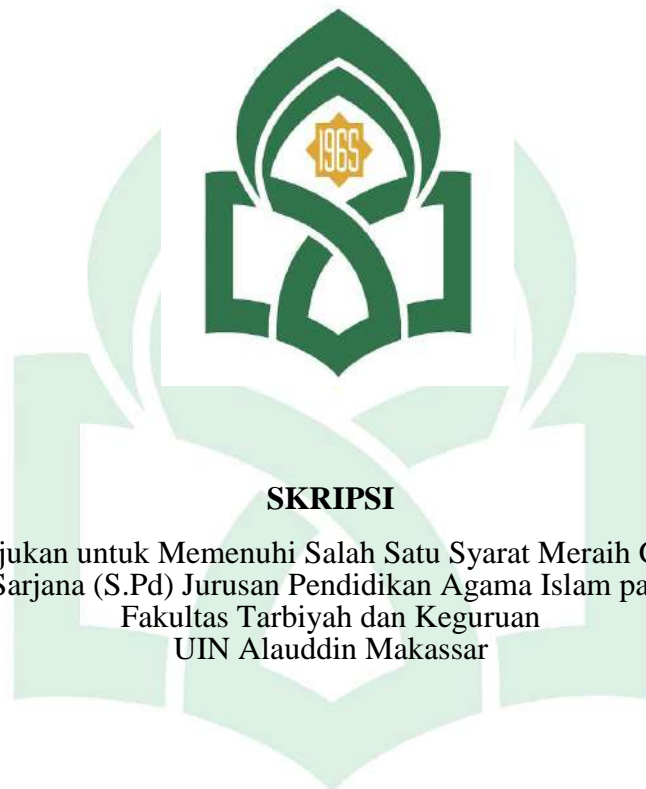 1965
SKRIPSI
jukan untuk Memenuhi Salah Satu Syarat Meraih
Sarjana (S.Pd) Jurusan Pendidikan Agama Islam pa
Fakultas Tarbiyah dan Keguruan
UIN Alauddin Makassar